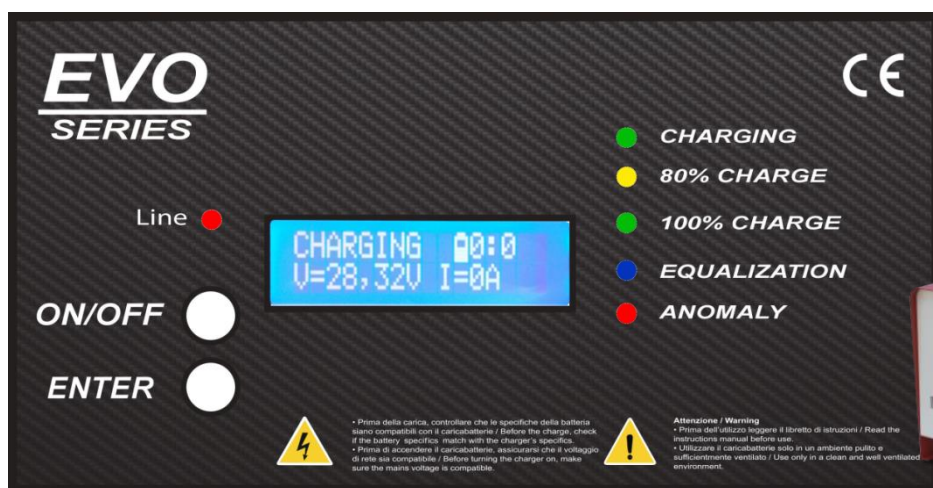 EVO
SERIES
CE
CHARGING
80% CHARGE
Line
100% CHARGE
CHARGING 0:0
V=28,32V I=0A
EQUALIZATION
ON/OFF
ANOMALY
ENTER
• Prima della carica, controllare che le specifiche della batteria
siano compatibili con il caricabatterie / Before the charge, check
if the battery specifics match with the charger's specifics.
• Prima di accendere il caricabatterie, assicurarsi che il voltaggio
di rete sia compatibile / Before turning the charger on, make
sure the mains voltage is compatible.
Attenzione / Warning
• Prima dell'utilizzo leggere il libretto di istruzioni / Read the
instructions manual before use.
• Utilizzare il caricabatterie solo in un ambiente pulito e
sufficientemente ventilato / Use only in a clean and well ventilated
environment.